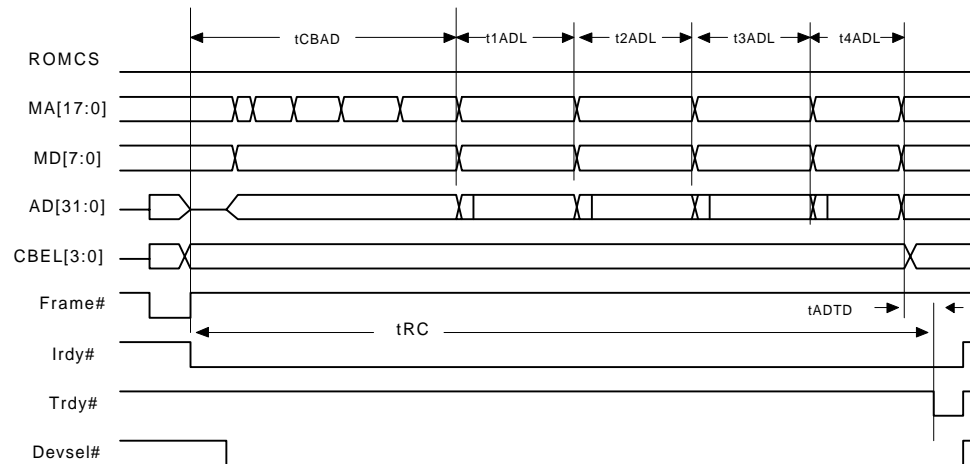 tCBAD t1ADL t2ADL t3ADL t4ADL
ROMCS
MA[17:0]
MD[7:0]
AD[31:0]
CBEL[3:0]
Frame#
tADTD
tRC
Irdy#
Trdy#
Devsel#